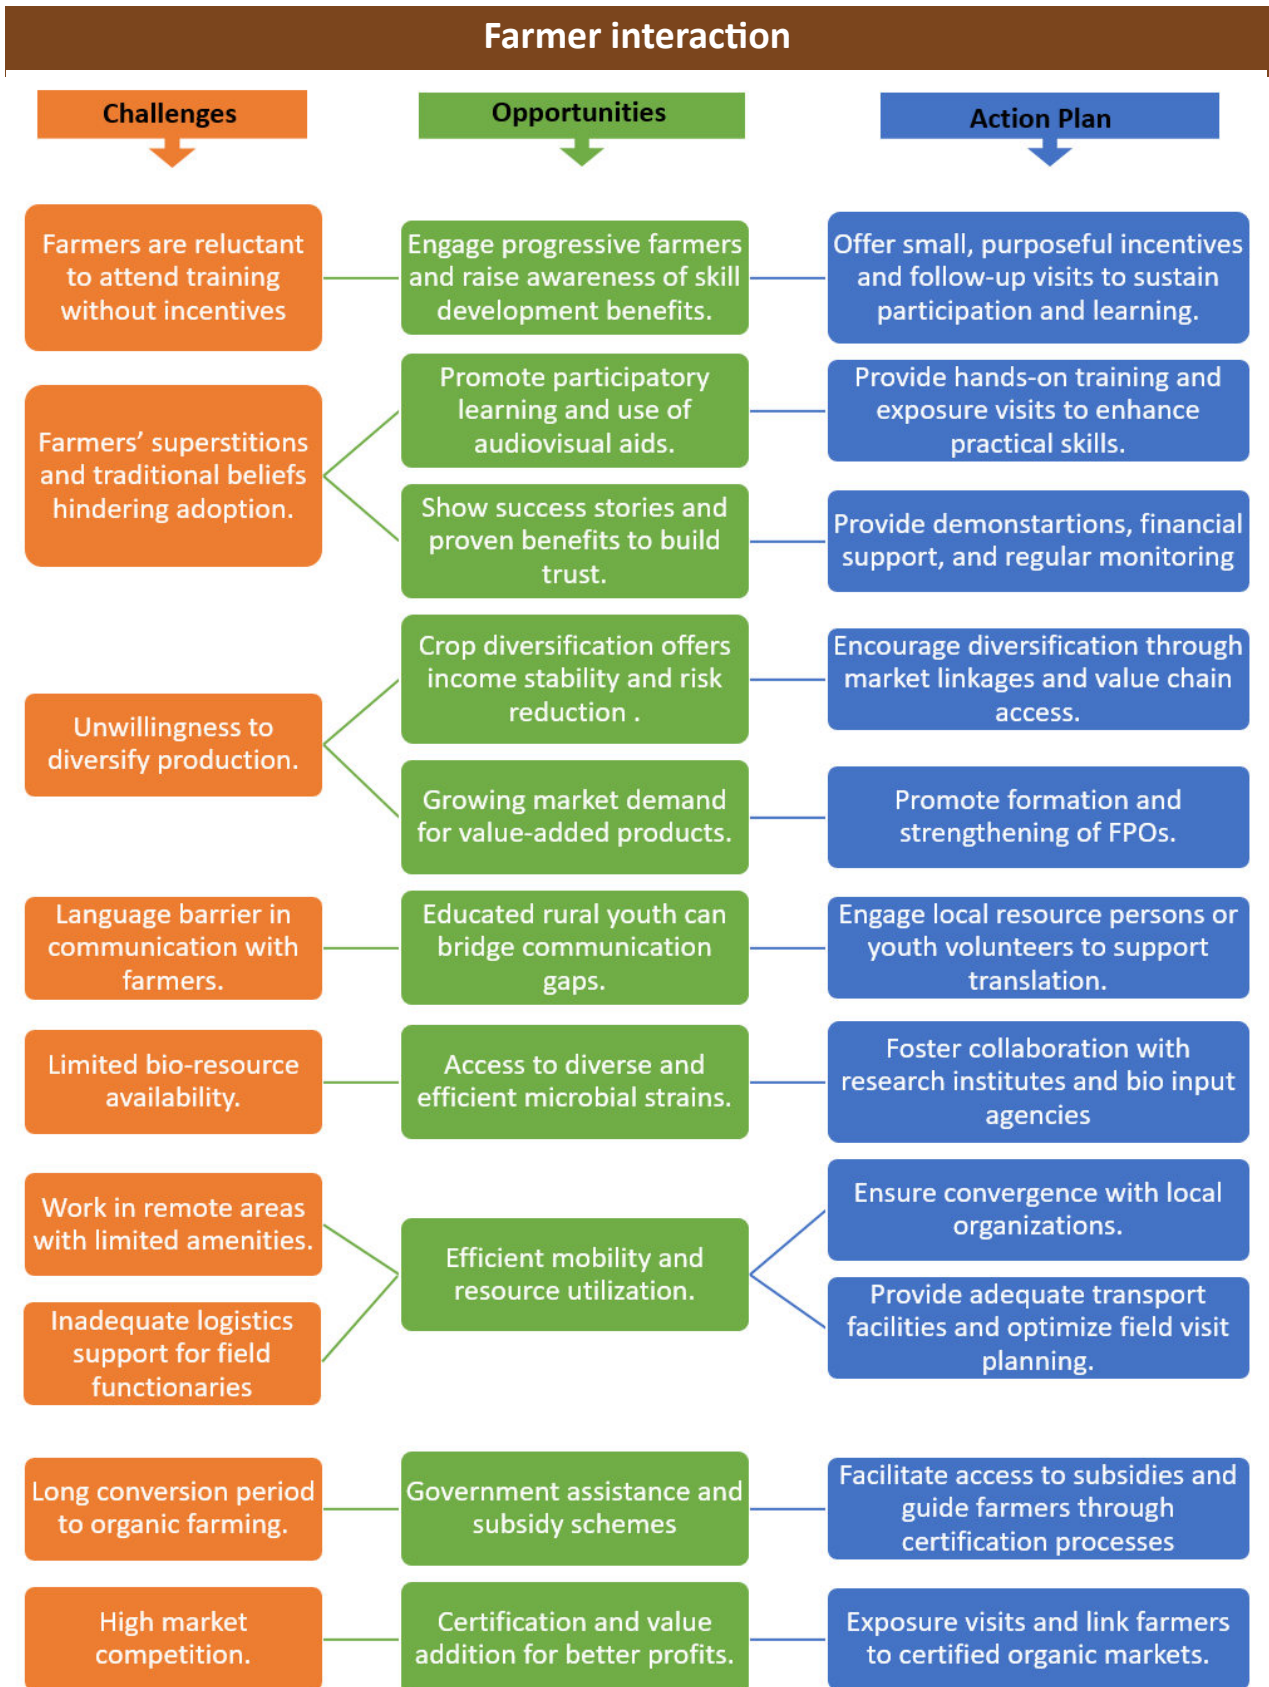 Farmer interaction
Challenges
Opportunities
Action Plan
Farmers are reluctant
to attend training
without incentives
Engage progressive farmers
and raise awareness of skill
development benefits.
Offer small, purposeful incentives
and follow-up visits to sustain
participation and learning.
Farmers’ superstitions
and traditional beliefs
hindering adoption.
Promote participatory
learning and use of
audiovisual aids.
Provide hands-on training and
exposure visits to enhance
practical skills.
Show success stories and
proven benefits to build
trust.
Provide demonstartions, financial
support, and regular monitoring
Unwillingness to
diversify production.
Crop diversification offers
income stability and risk
reduction .
Encourage diversification through
market linkages and value chain
access.
Growing market demand
for value-added products.
Promote formation and
strengthening of FPOs.
Language barrier in
communication with
farmers.
Educated rural youth can
bridge communication
gaps.
Engage local resource persons or
youth volunteers to support
translation.
Limited bio-resource
availability.
Access to diverse and
efficient microbial strains.
Foster collaboration with
research institutes and bio input
agencies
Work in remote areas
with limited amenities.
Inadequate logistics
support for field
functionaries
Efficient mobility and
resource utilization.
Ensure convergence with local
organizations.
Provide adequate transport
facilities and optimize field visit
planning.
Long conversion period
to organic farming.
Government assistance and
subsidy schemes
Facilitate access to subsidies and
guide farmers through
certification processes
High market
competition.
Certification and value
addition for better profits.
Exposure visits and link farmers
to certified organic markets.